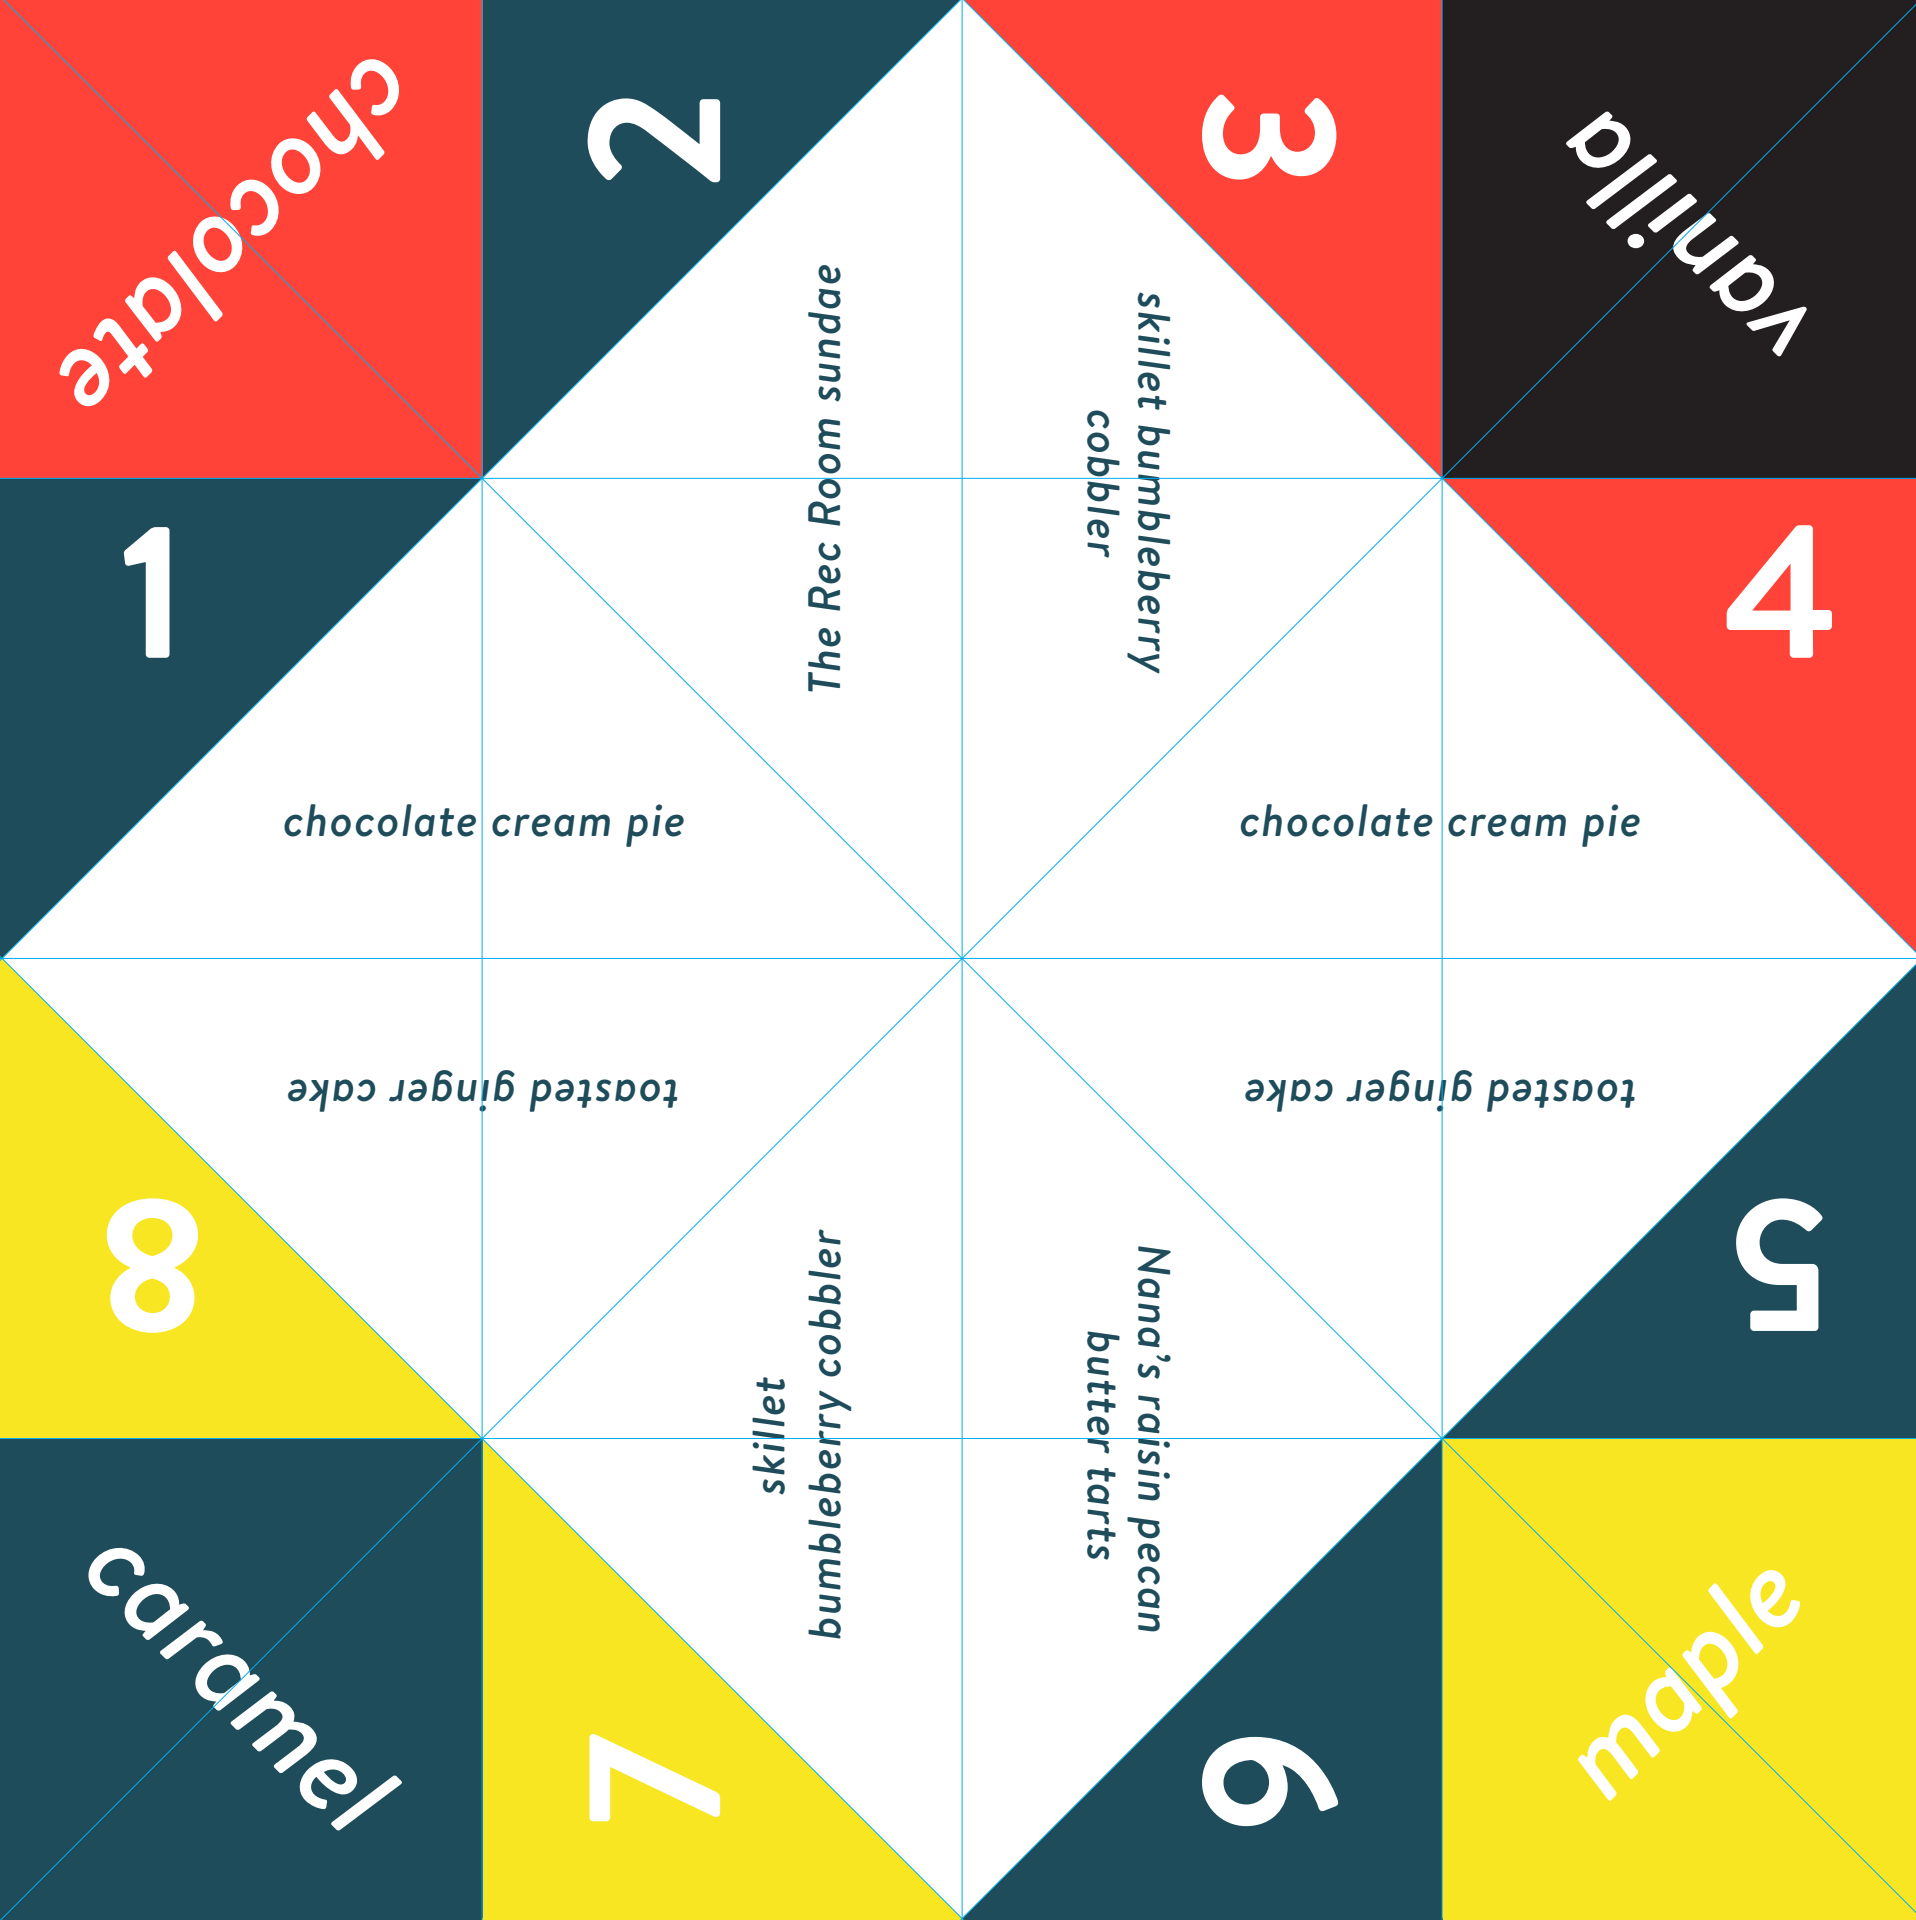 chocolate
2
3
vanilla
1
The Rec Room sundae
skillet bumbleberry
cobbler
4
chocolate cream pie
chocolate cream pie
toasted ginger cake
toasted ginger cake
8
skillet
bumbleberry cobbler
Nana's raisin pecan
butter tarts
5
caramel
7
6
maple